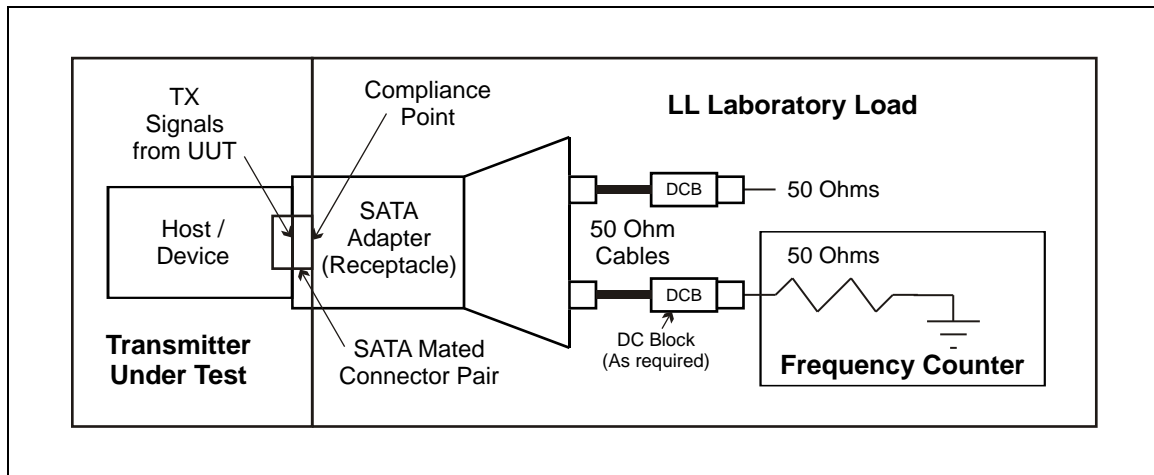 TX
Signals
from UUT
Compliance
Point
LL Laboratory Load
Host /
Device
SATA
Adapter
(Receptacle)
DCB
50 Ohms
50 Ohm
Cables
DCB
50 Ohms
DC Block
(As required)
Frequency Counter
Transmitter
Under Test
SATA Mated
Connector Pair